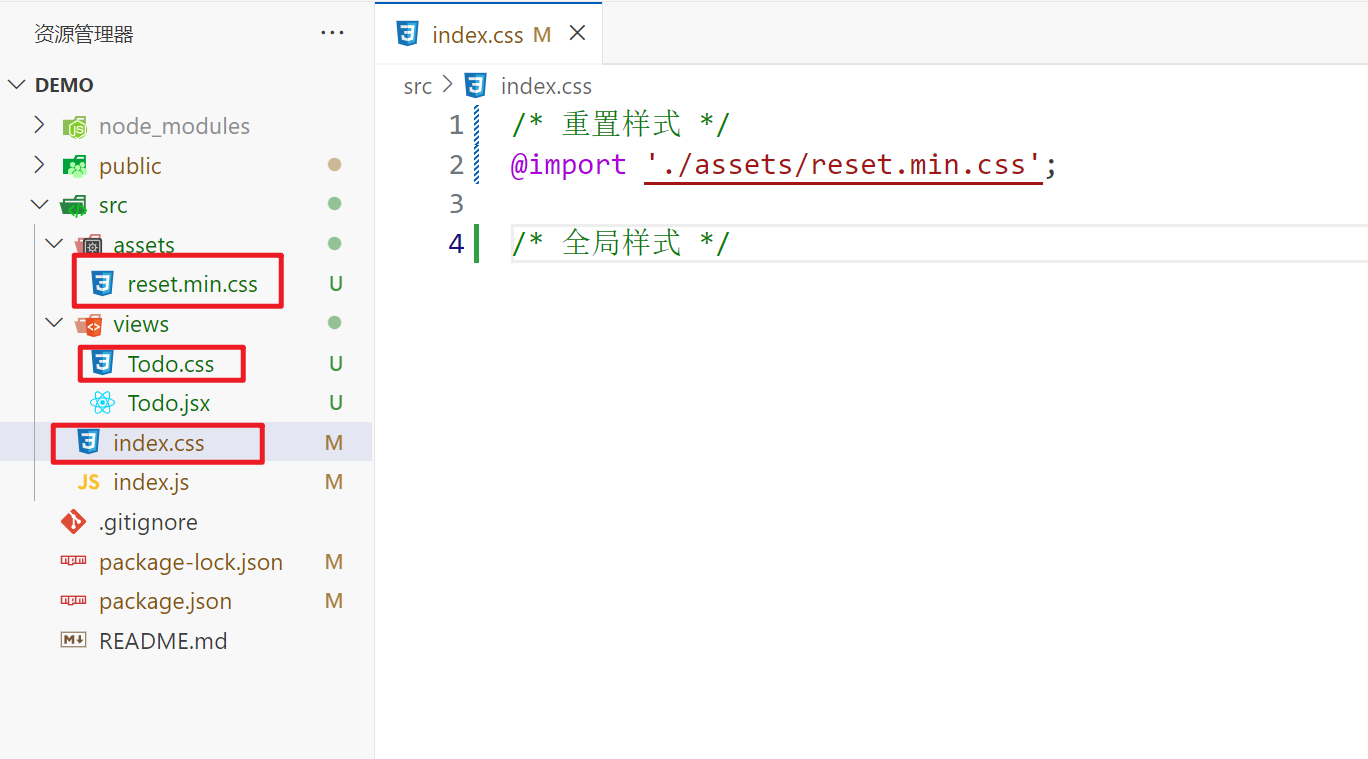 资源管理器 ···
DEMO
node_modules
public
src
assets
reset.min.css U
views
Todo.css U
Todo.jsx U
index.css M
JS index.js M
.gitignore
package-lock.json M
package.json M
README.md
index.css M
src > index.css
1 /* 重置样式 */
2 @import './assets/reset.min.css';
3
4 /* 全局样式 */